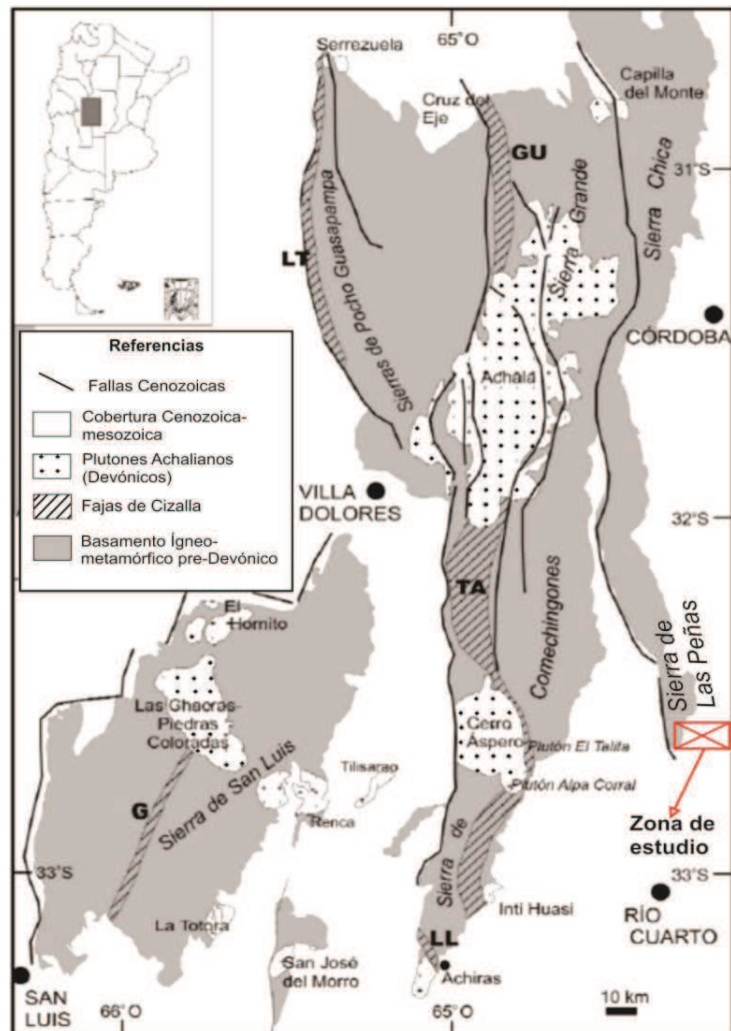 65°O
Serrezuela
Capilla
del Monte
Cruz del
Eje
GU
31°S
Sierra Chica
Grande
Sierra
LT
Sierras de Pocho Guasapampa
CÓRDOBA
Referencias
Fallas Cenozoicas
Cobertura Cenozoica-
mesozoica
Plutones Achalianos
(Devónicos)
Fajas de Cizalla
Basamento Ígneo-
metamórfico pre-Devónico
Achala
VILLA
DOLORES
32°S
TA
Comechingones
El
Hornito
Sierra de
Las Peñas
Las Chacras-
Piedras
Coloradas
Cerro
Áspero
Plutón El Talita
Tilisarao
Plutón Alpa Corral
G
Sierra de San Luis
Renca
Zona de
estudio
Sierra de
33°S
33°S
Inti Huasi
RÍO
CUARTO
La Totora
LL
San José
del Morro
Achiras
SAN
LUIS
66°O
65°O
10 km